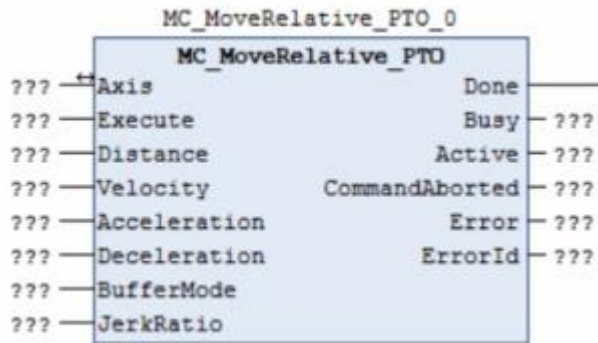 MC_MoveRelative_PTO_0
MC_MoveRelative_PTO
??? Axis Done
??? Execute Busy ???
??? Distance Active ???
??? Velocity CommandAborted ???
??? Acceleration Error ???
??? Deceleration ErrorId ???
??? BufferMode
??? JerkRatio